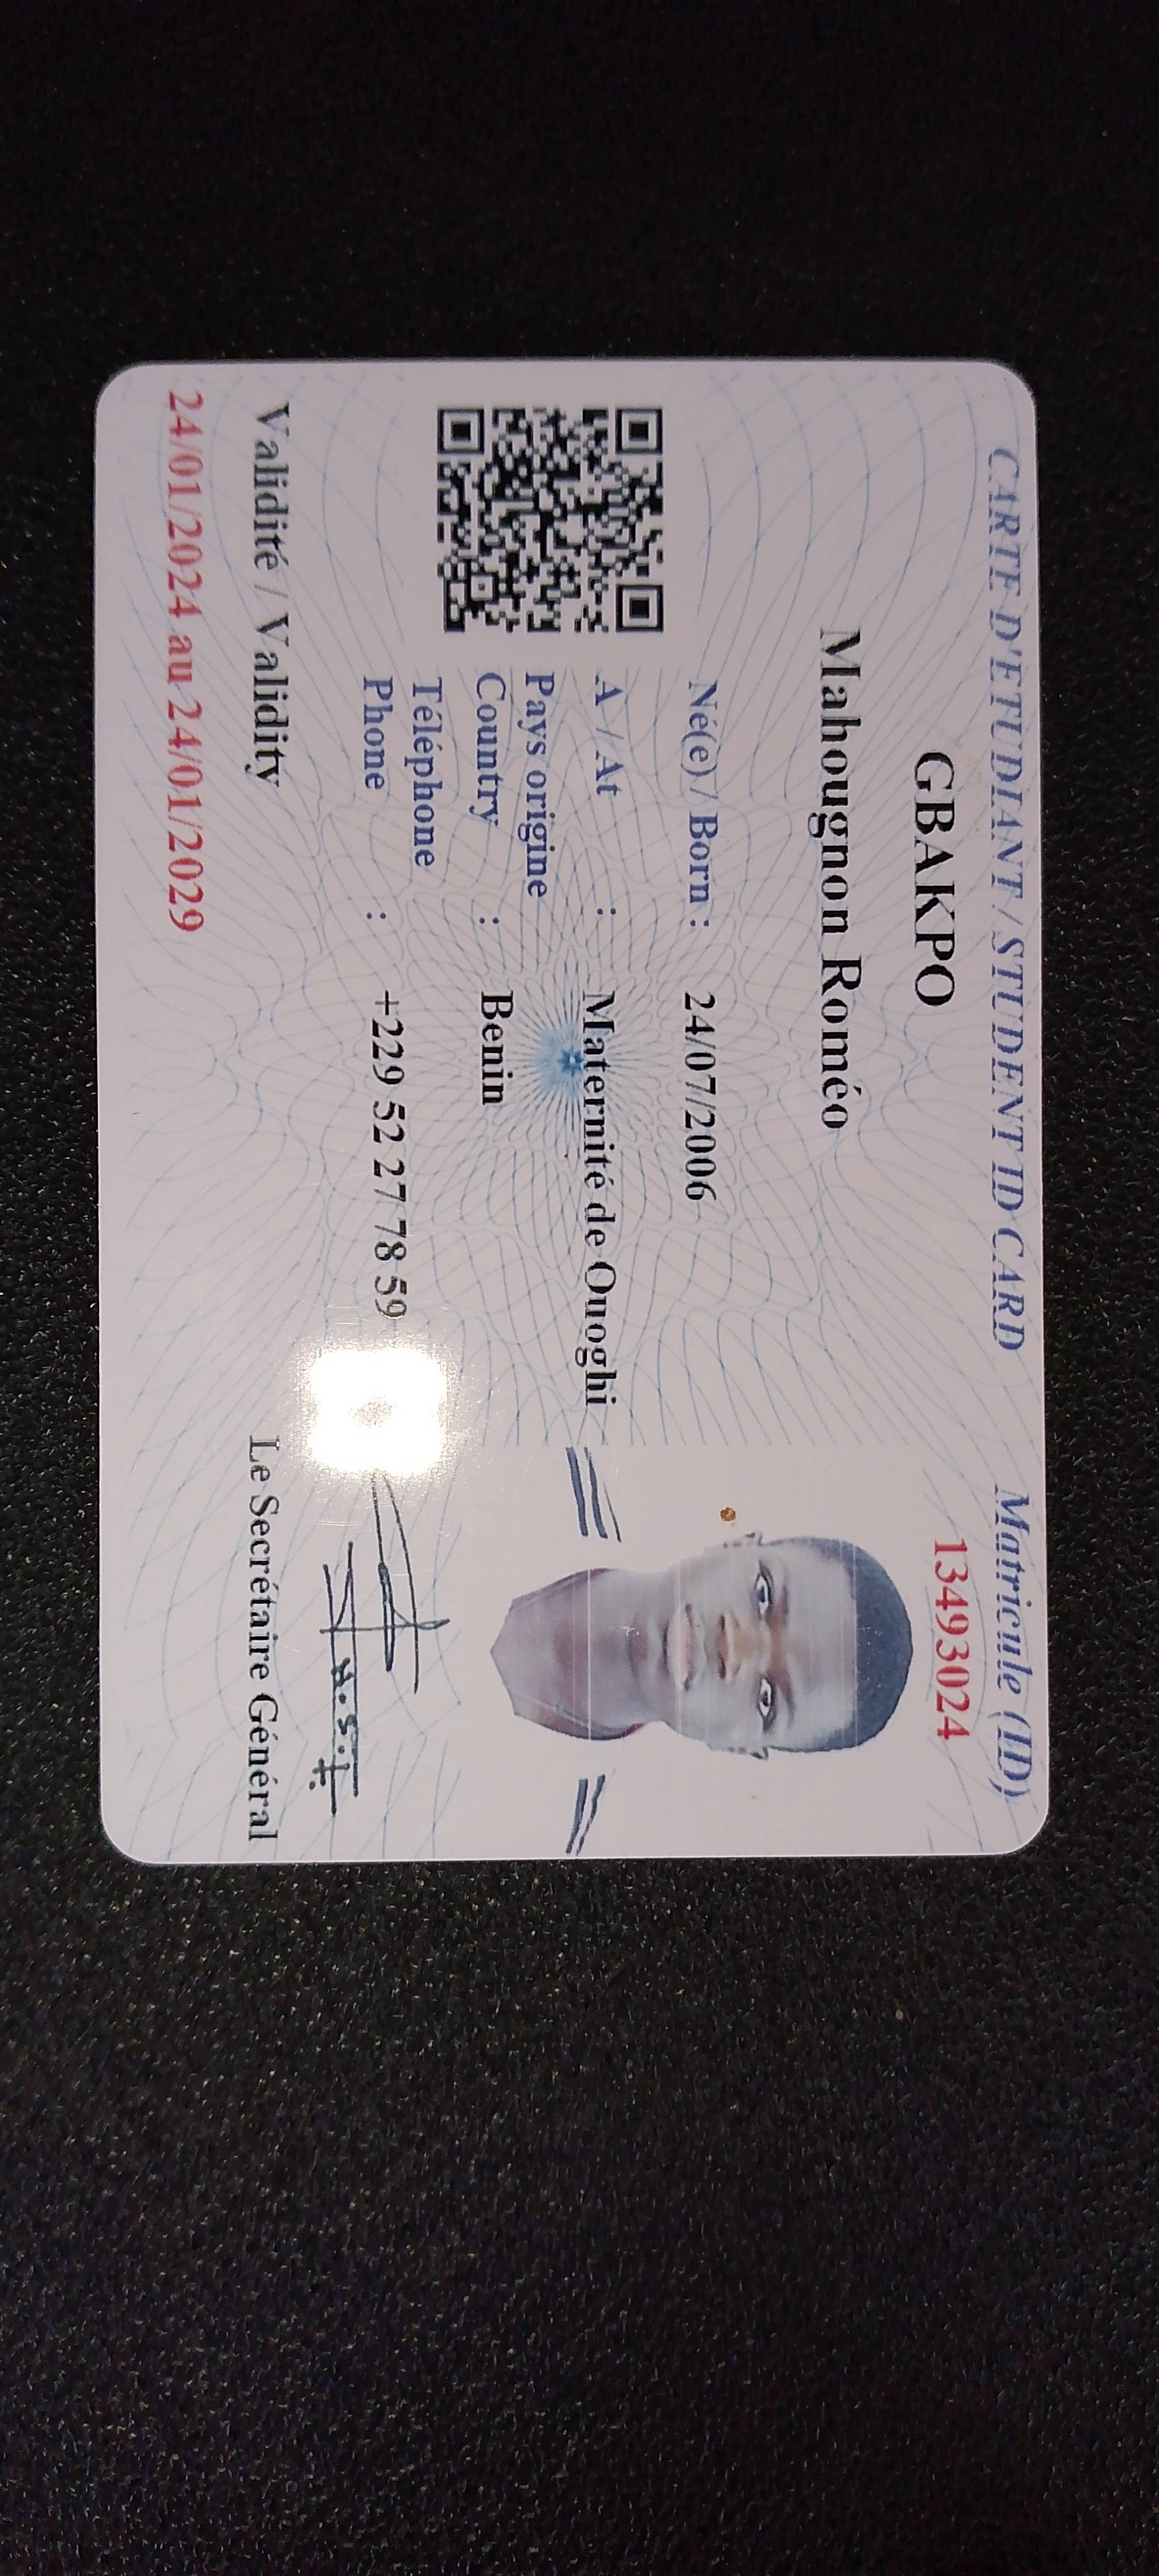 CARTE D'ETUDIANT / STUDENT ID CARD
Matricule (ID)
13493024
GBAKPO
Mahougnon Roméo
Né(e) / Born : 24/07/2006
A / At : Maternité de Ouoghi
Pays origine
Country : Benin
Téléphone
Phone : +229 52 27 78 59
Validité / Validity
24/01/2024 au 24/01/2029
Le Secrétaire Général